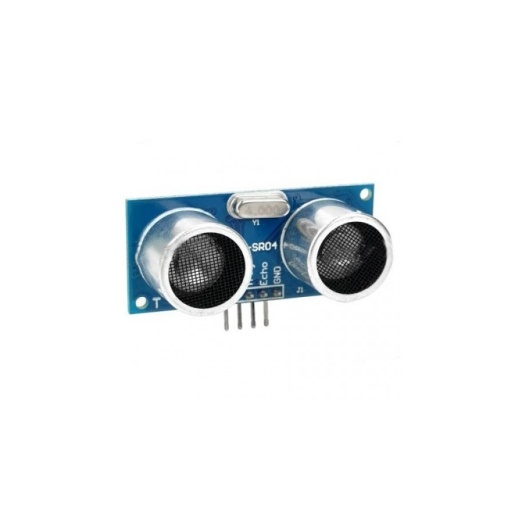 Y1
-SR04
Echo
GND
T
J1